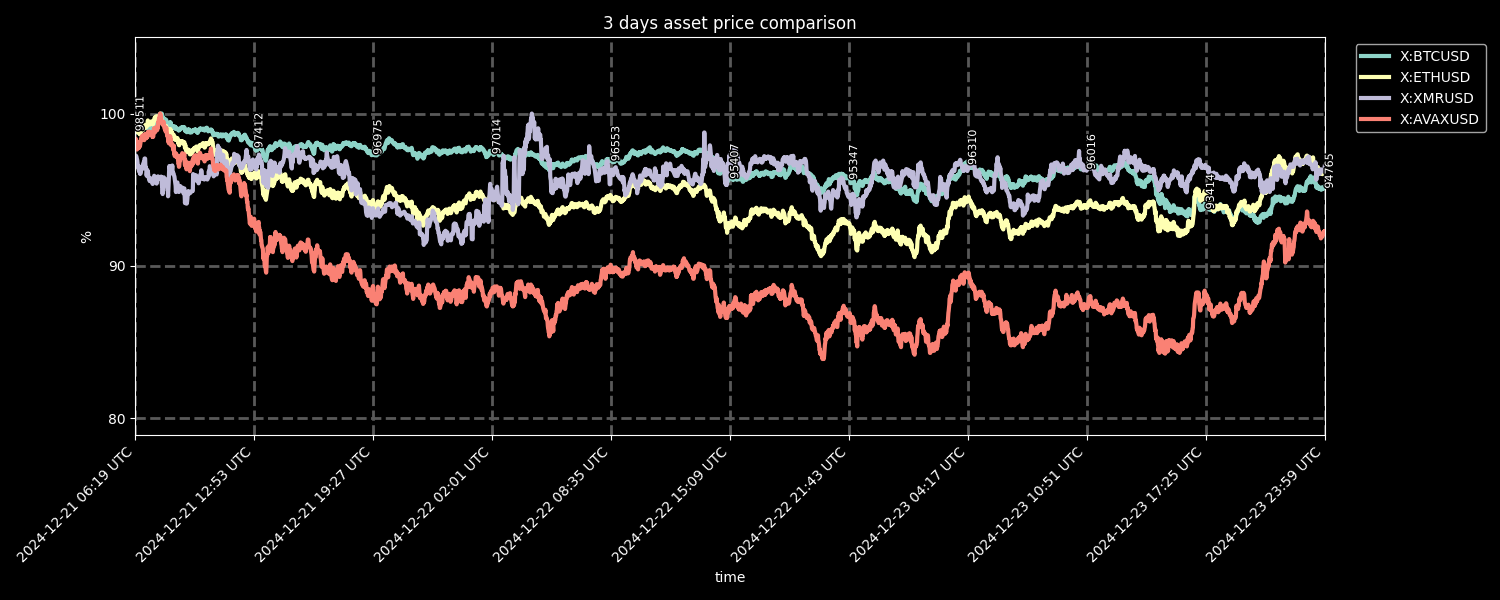 3 days asset price comparison
X:BTCUSD
X:ETHUSD
X:XMRUSD
X:AVAXUSD
%
100
90
80
98511
97412
96975
97014
96553
95407
95347
96310
96016
93414
94765
2024-12-21 06:19 UTC
2024-12-21 12:53 UTC
2024-12-21 19:27 UTC
2024-12-22 02:01 UTC
2024-12-22 08:35 UTC
2024-12-22 15:09 UTC
2024-12-22 21:43 UTC
2024-12-23 04:17 UTC
2024-12-23 10:51 UTC
2024-12-23 17:25 UTC
2024-12-23 23:59 UTC
time